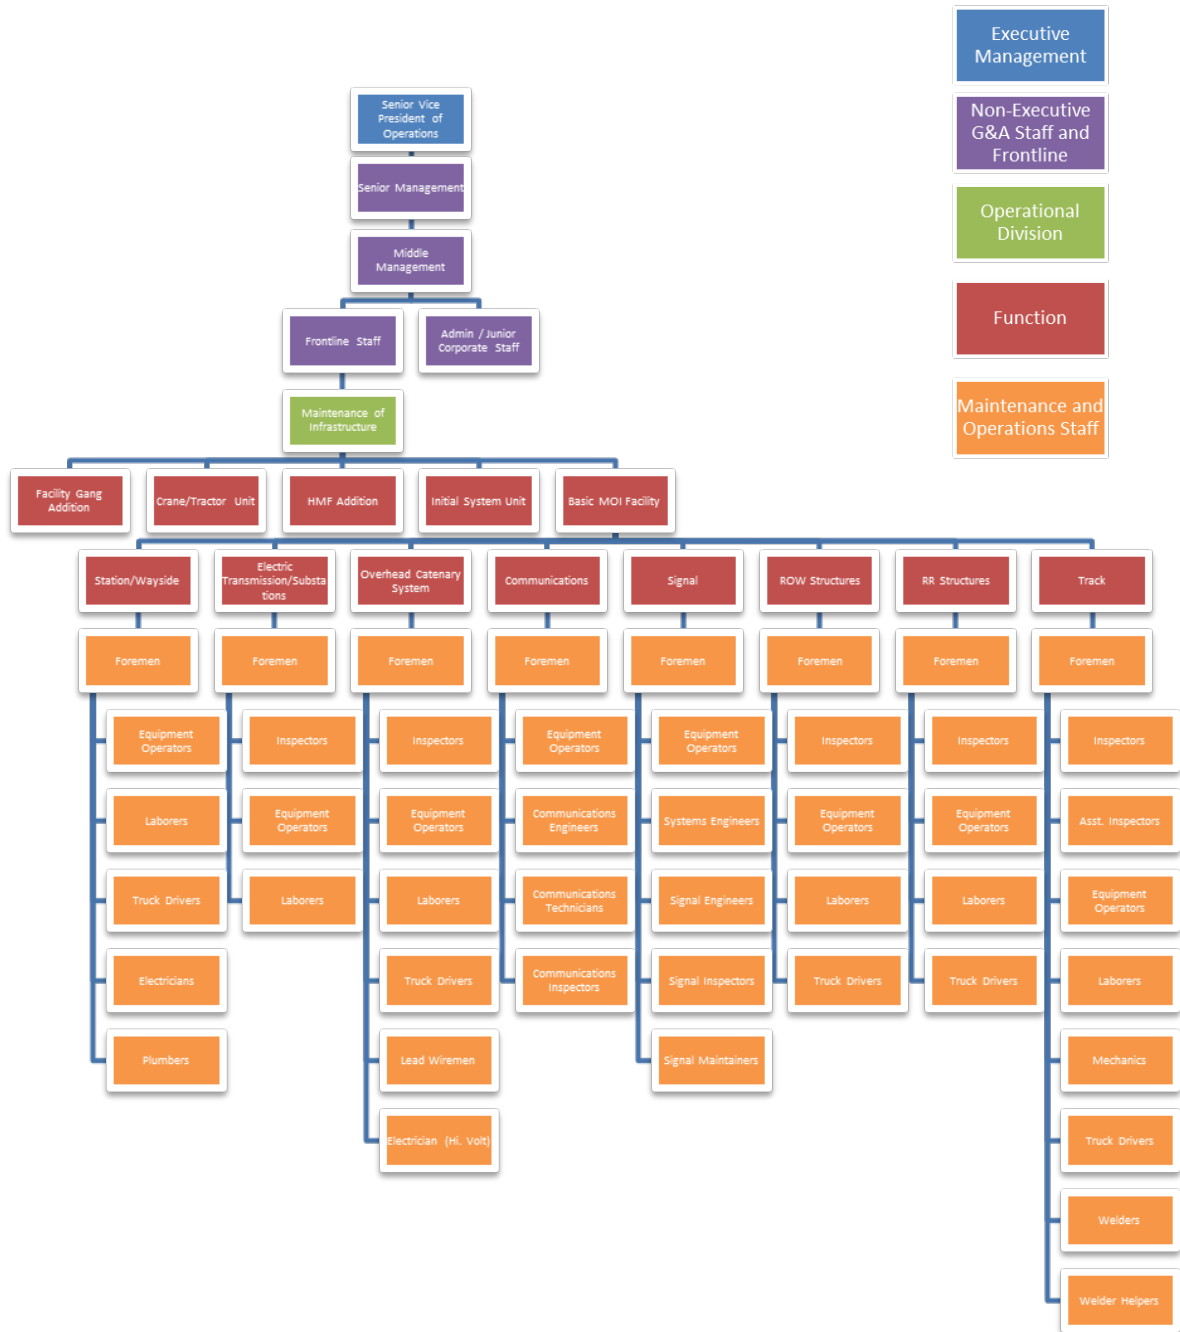 Executive
Management
Non-Executive
G&A Staff and
Frontline
Operational
Division
Function
Maintenance and
Operations Staff
Senior Vice
President of
Operations
Senior Management
Middle
Management
Frontline Staff
Admin / Junior
Corporate Staff
Maintenance of
Infrastructure
Facility Gang
Addition
Crane/Tractor Unit
HMF Addition
Initial System Unit
Basic MOI Facility
Station/Wayside
Electric
Transmission/Substa
tions
Overhead Catenary
System
Communications
Signal
ROW Structures
RR Structures
Track
Foremen
Foremen
Foremen
Foremen
Foremen
Foremen
Foremen
Foremen
Equipment
Operators
Laborers
Truck Drivers
Electricians
Plumbers
Inspectors
Equipment
Operators
Laborers
Inspectors
Equipment
Operators
Laborers
Truck Drivers
Lead Wiremen
Electrician (Hi. Volt)
Equipment
Operators
Communications
Engineers
Communications
Technicians
Communications
Inspectors
Equipment
Operators
Systems Engineers
Signal Engineers
Signal Inspectors
Signal Maintainers
Inspectors
Equipment
Operators
Laborers
Truck Drivers
Inspectors
Equipment
Operators
Laborers
Truck Drivers
Inspectors
Asst. Inspectors
Equipment
Operators
Laborers
Mechanics
Truck Drivers
Welders
Welder Helpers